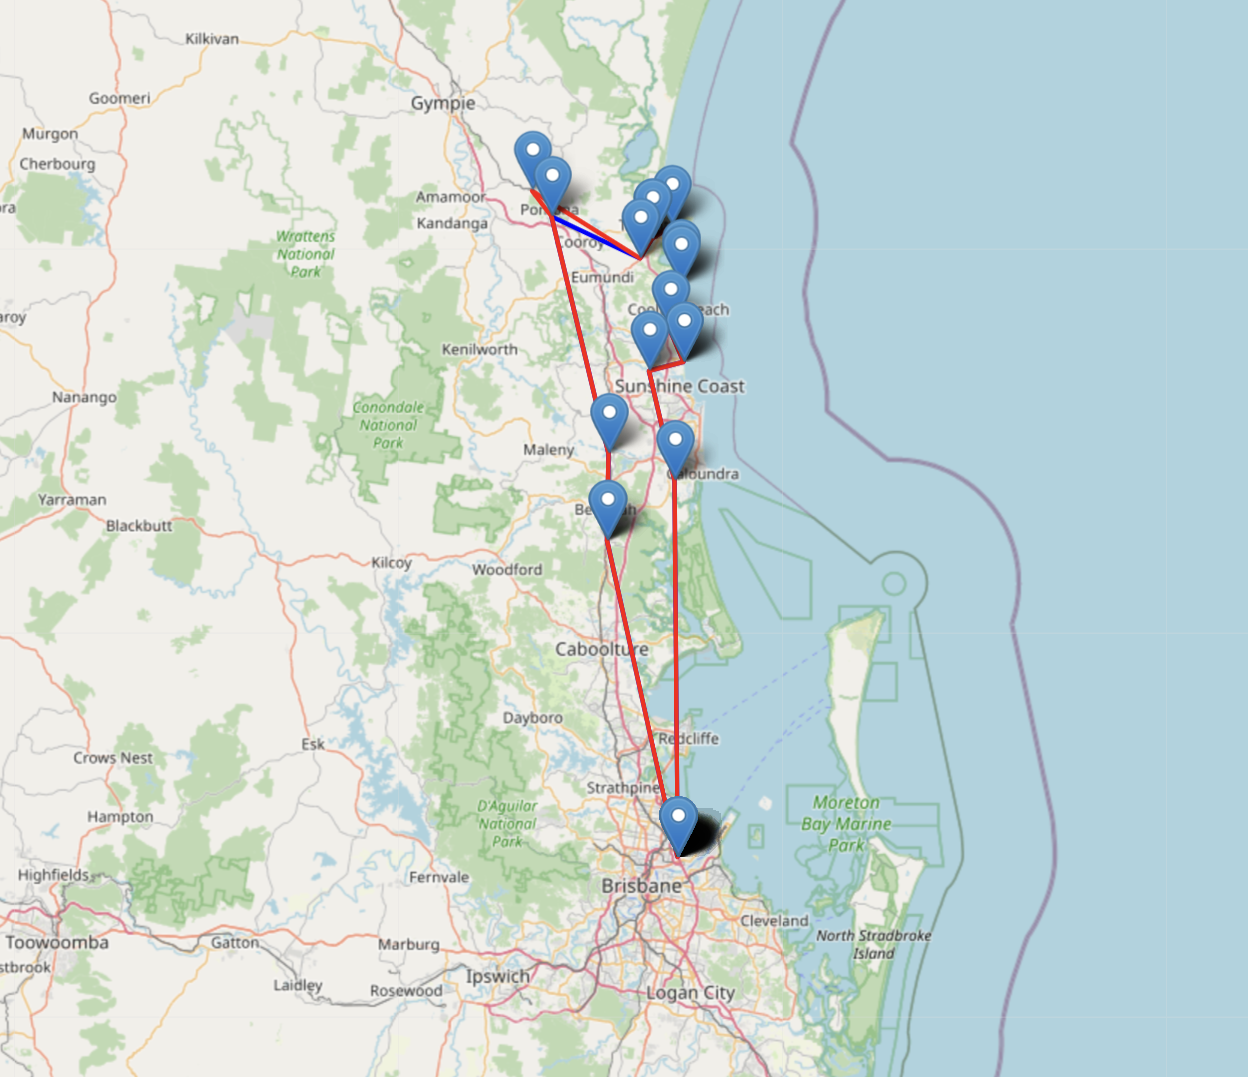 Kilkivan
Goomeri
Gympie
Murgon
Cherbourg
Amamoor
Kandanga
Cooroy
Wrattens
National
Park
Eumundi
Kenilworth
Sunshine Coast
Nanango
Conondale
National
Park
Maleny
Caloundra
Yarraman
Blackbutt
Kilcoy
Woodford
Caboolture
Dayboro
Redcliffe
Esk
Crows Nest
Strathpine
Hampton
D'Aguilar
National
Park
Moreton
Bay Marine
Park
Highfields
Fernvale
Brisbane
Cleveland
Toowoomba
Gatton
Marburg
North Stradbroke
Island
stbrook
Laidley
Rosewood
Ipswich
Logan City